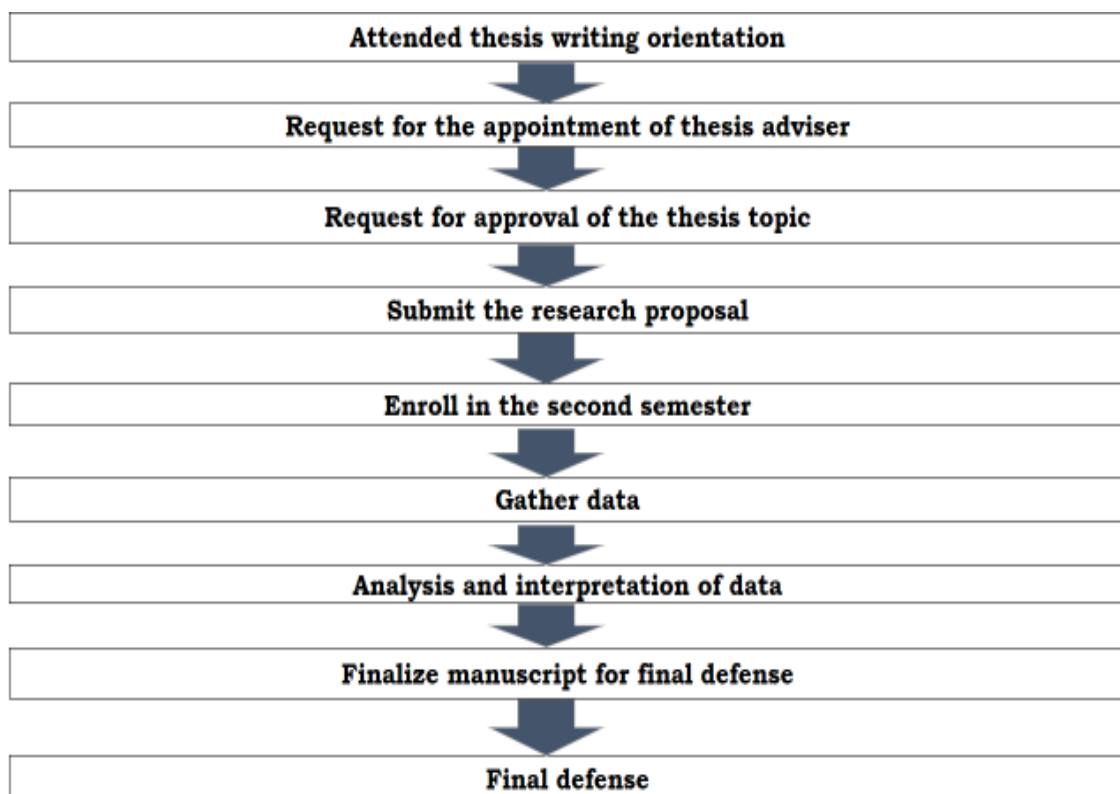 Attended thesis writing orientation
Request for the appointment of thesis adviser
Request for approval of the thesis topic
Submit the research proposal
Enroll in the second semester
Gather data
Analysis and interpretation of data
Finalize manuscript for final defense
Final defense